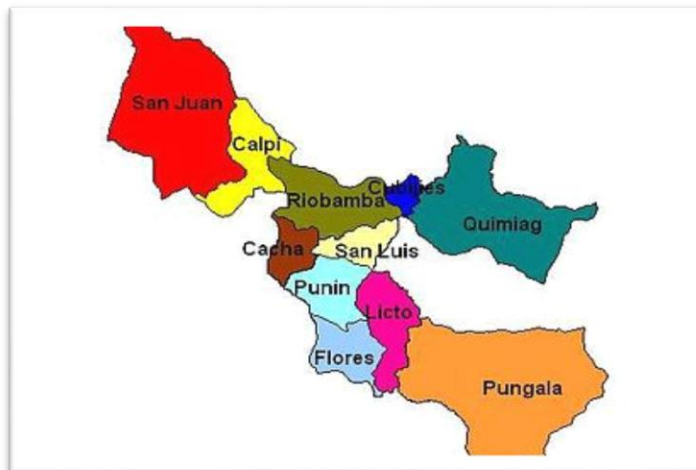 San Juan
Calpi
Cubijies
Riobamba
Quimiag
Cacha
San Luis
Punin
Licto
Flores
Pungala